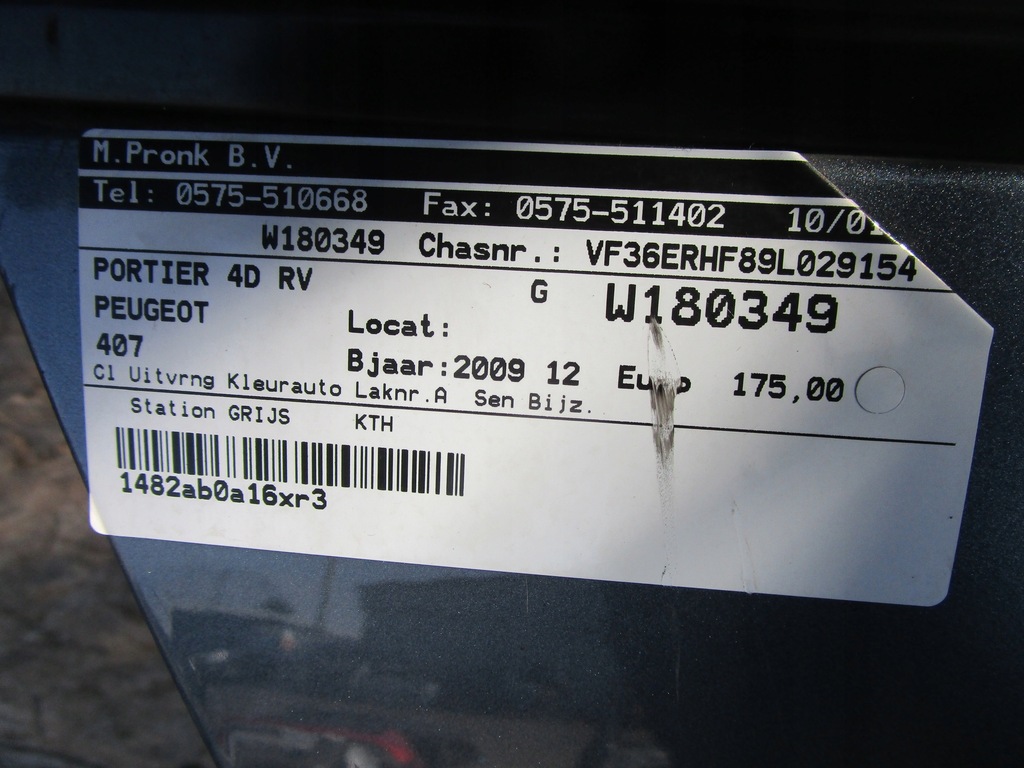 M.Pronk B.V.
Tel: 0575-510668 Fax: 0575-511402
W180349 Chasnr.: VF36ERHF89L029154
PORTIER 4D RV G W180349
PEUGEOT Locat:
407 Bjaar:2009 12 Euro 175,00
Cl Uitvrng Kleurauto Laknr.A Sen Bijz.
Station GRIJS KTH
1482ab0a16xr3